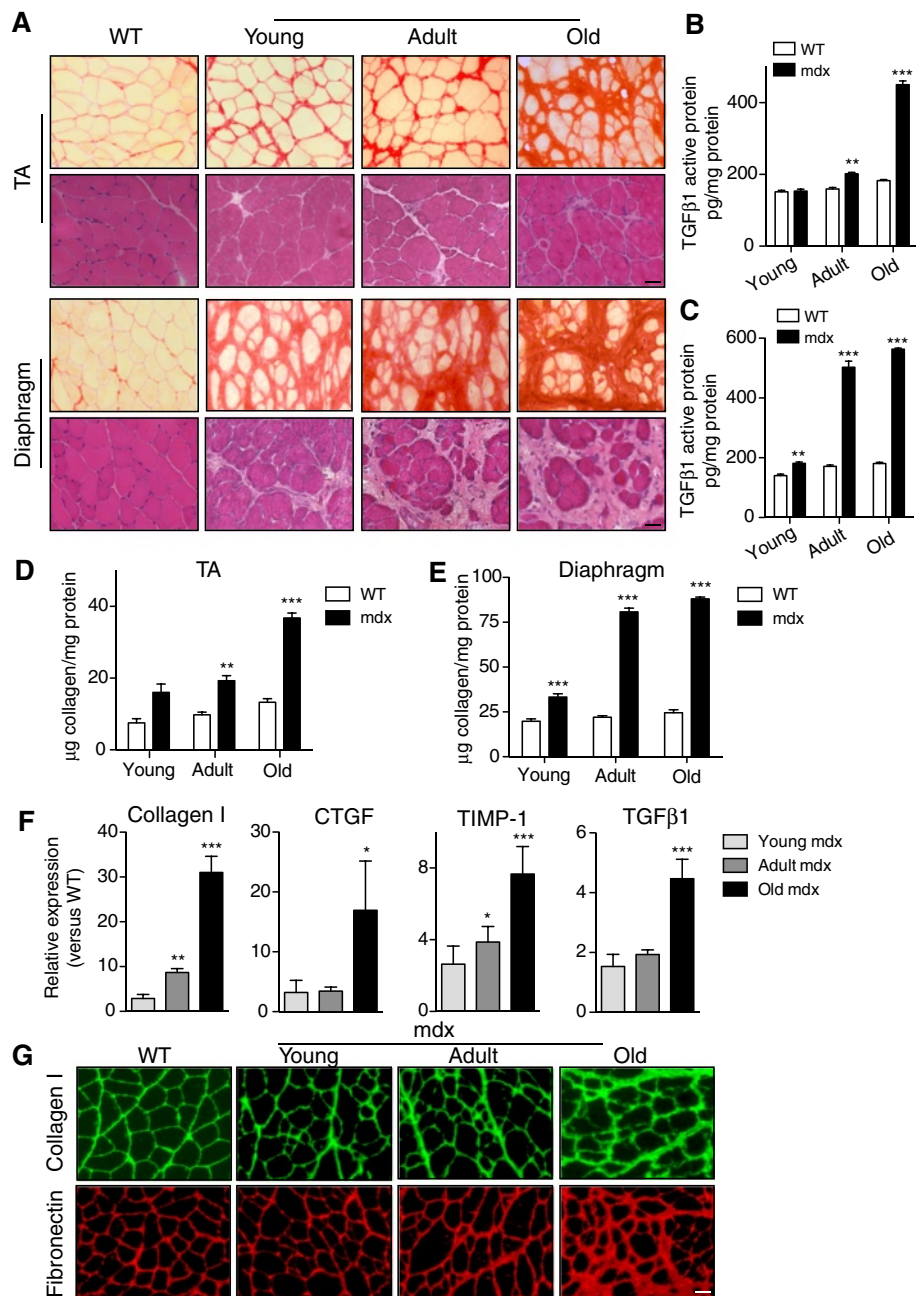 A
WT
Young
Adult
Old
TA
Diaphragm
B
WT
mdx
TGFβ1 active protein
pg/mg protein
400
200
0
**
***
Young
Adult
Old
C
WT
mdx
TGFβ1 active protein
pg/mg protein
600
400
200
0
**
***
***
Young
Adult
Old
D
TA
WT
mdx
µg collagen/mg protein
40
20
0
**
***
Young
Adult
Old
E
Diaphragm
WT
mdx
µg collagen/mg protein
100
75
50
25
0
***
***
***
Young
Adult
Old
F
Relative expression
(versus WT)
Collagen I
40
30
20
10
0
**
***
CTGF
30
20
10
0
*
TIMP-1
8
4
0
*
***
TGFβ1
6
4
2
0
***
Young mdx
Adult mdx
Old mdx
G
mdx
WT
Young
Adult
Old
Collagen I
Fibronectin